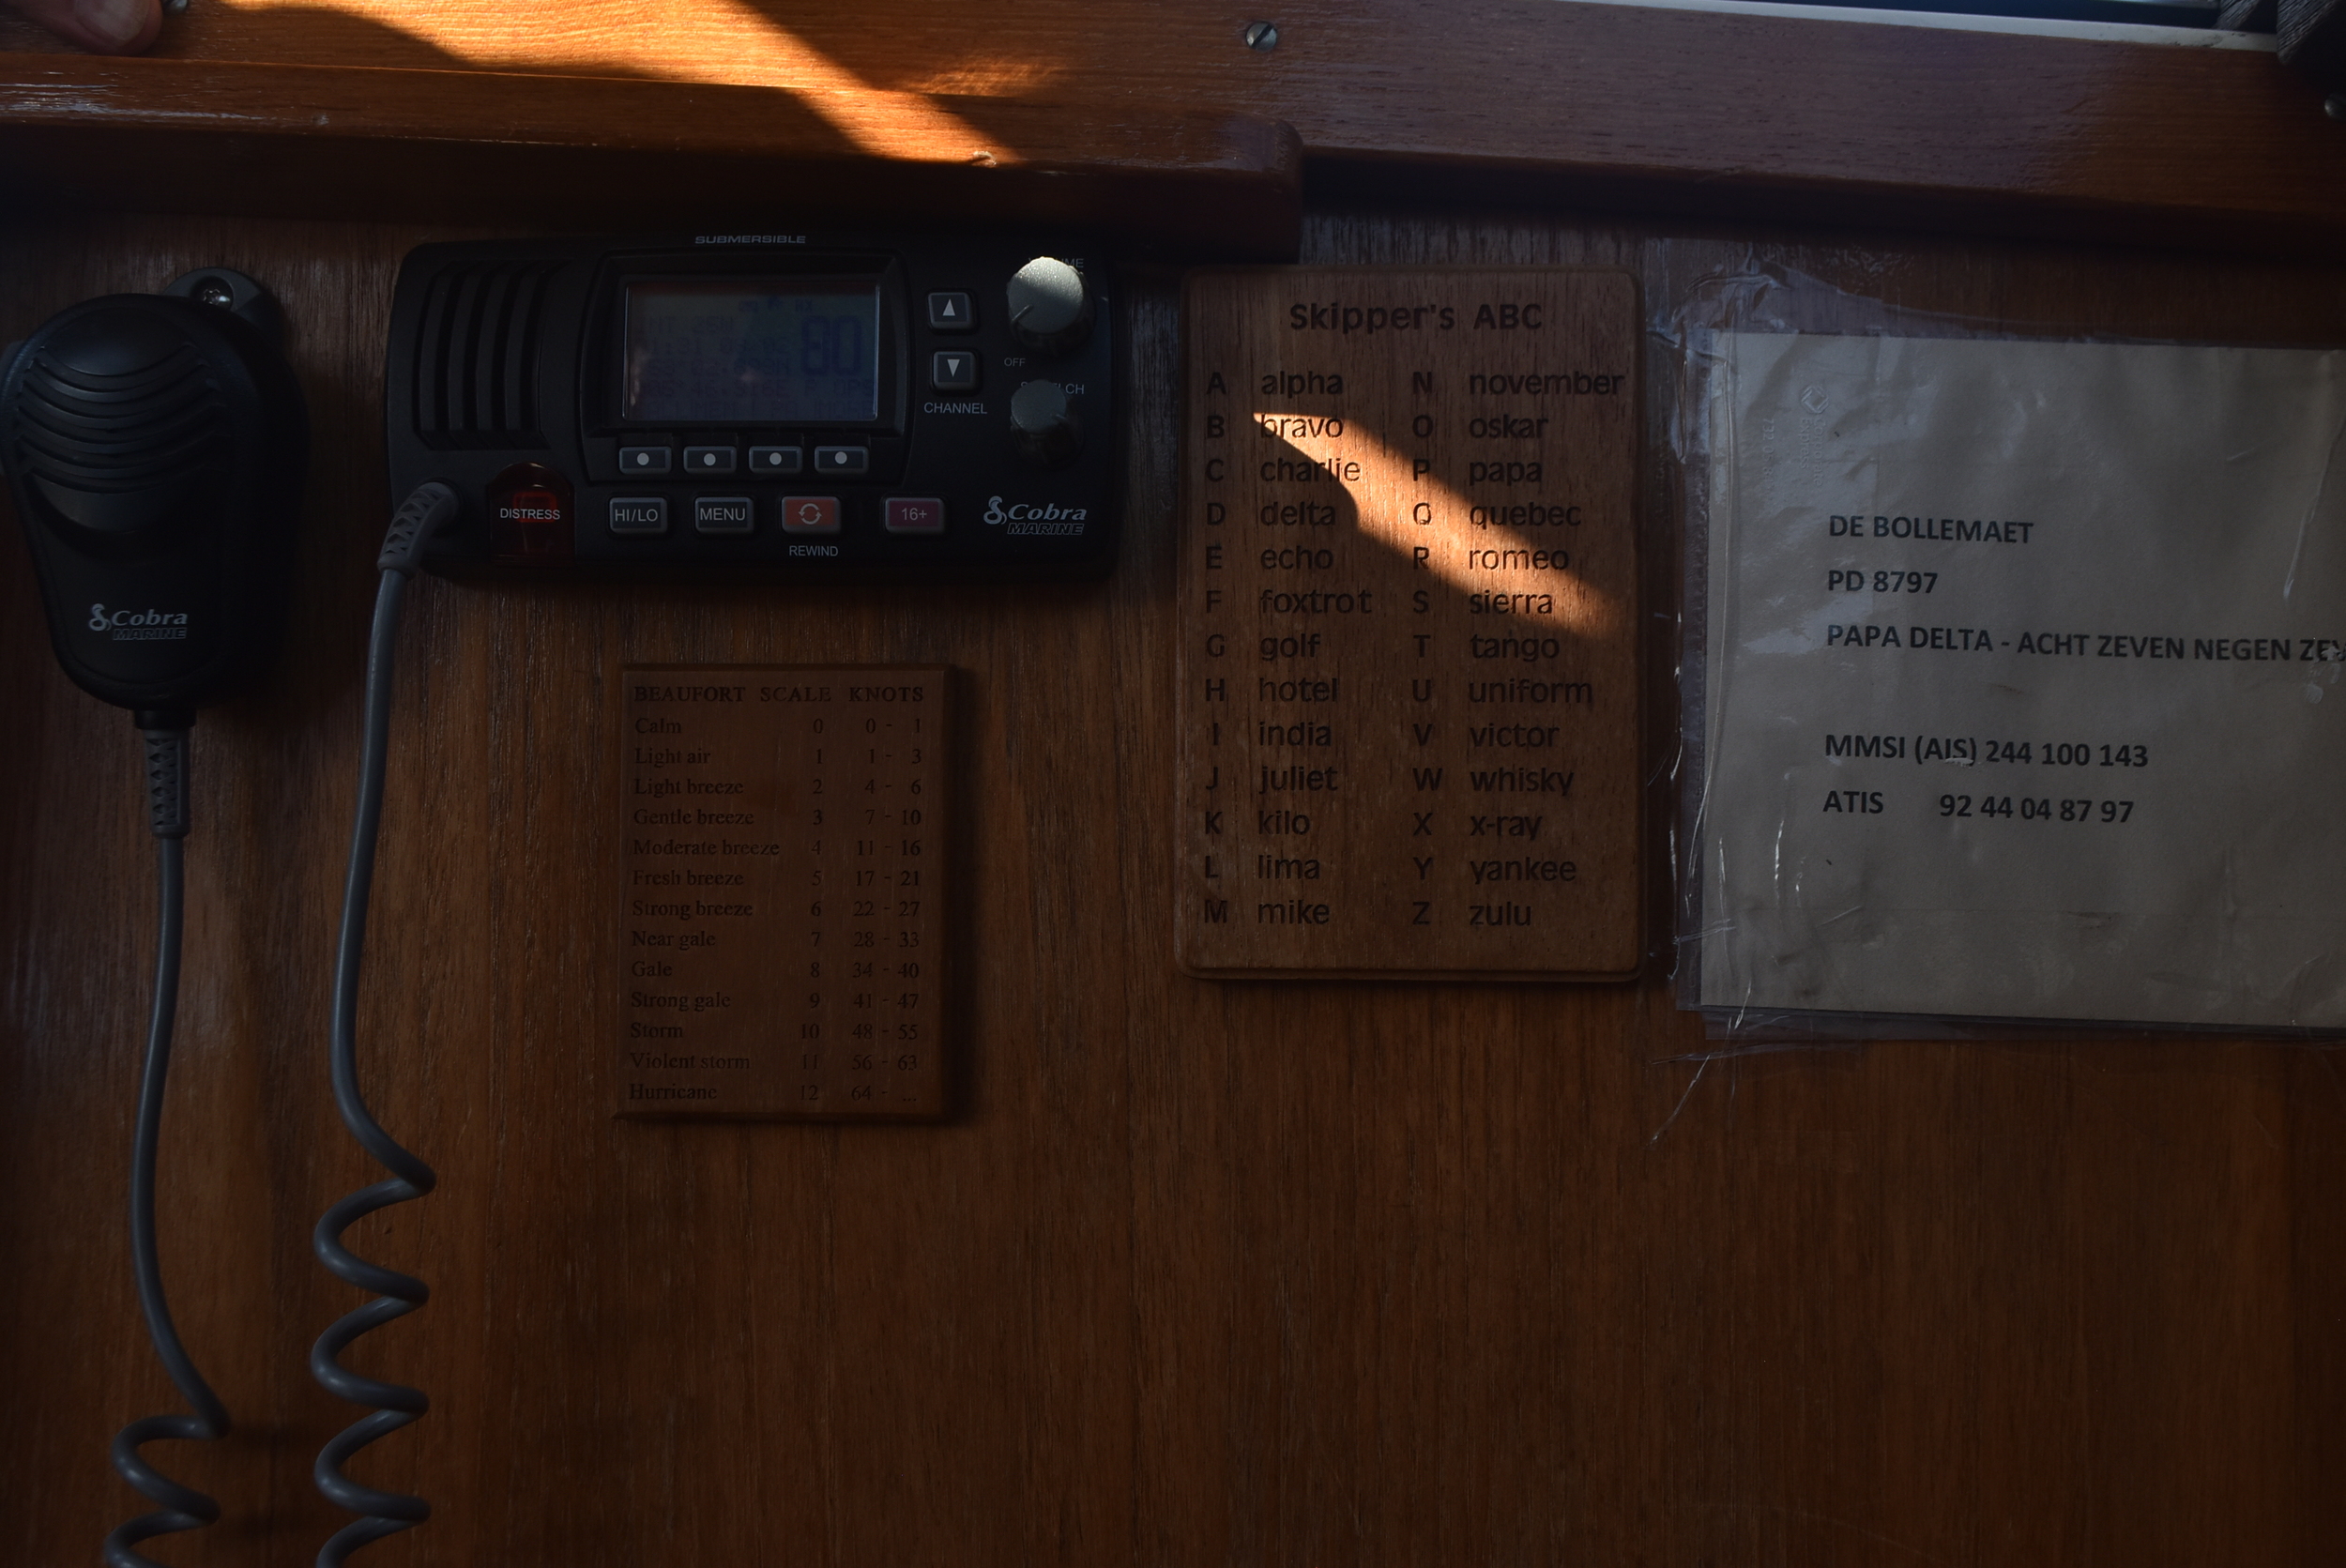 SUBMERSIBLE
80
OFF
CHANNEL
DISTRESS
HI/LO
MENU
REWIND
16+
Cobra
MARINE
Cobra
MARINE
BEAUFORT SCALE KNOTS
Calm 0 0 - 1
Light air 1 1 - 3
Light breeze 2 4 - 6
Gentle breeze 3 7 - 10
Moderate breeze 4 11 - 16
Fresh breeze 5 17 - 21
Strong breeze 6 22 - 27
Near gale 7 28 - 33
Gale 8 34 - 40
Strong gale 9 41 - 47
Storm 10 48 - 55
Violent storm 11 56 - 63
Hurricane 12 64 - ...
Skipper's ABC
A alpha N november
B bravo O oskar
C charlie P papa
D delta Q quebec
E echo R romeo
F foxtrot S sierra
G golf T tango
H hotel U uniform
I india V victor
J juliet W whisky
K kilo X x-ray
L lima Y yankee
M mike Z zulu
DE BOLLEMAET
PD 8797
PAPA DELTA - ACHT ZEVEN NEGEN
MMSI (AIS) 244 100 143
ATIS 92 44 04 87 97